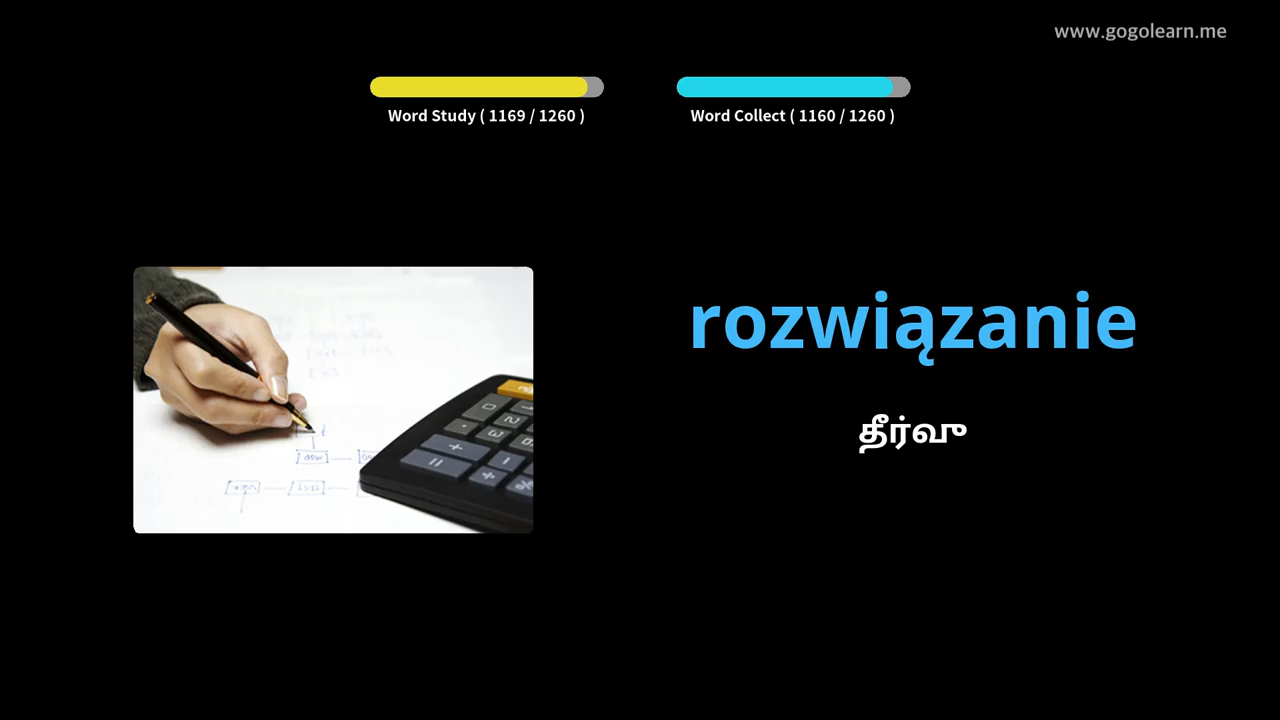 www.gogolearn.me
Word Study ( 1169 / 1260 )
Word Collect ( 1160 / 1260 )
rozwiązanie
தீர்வு